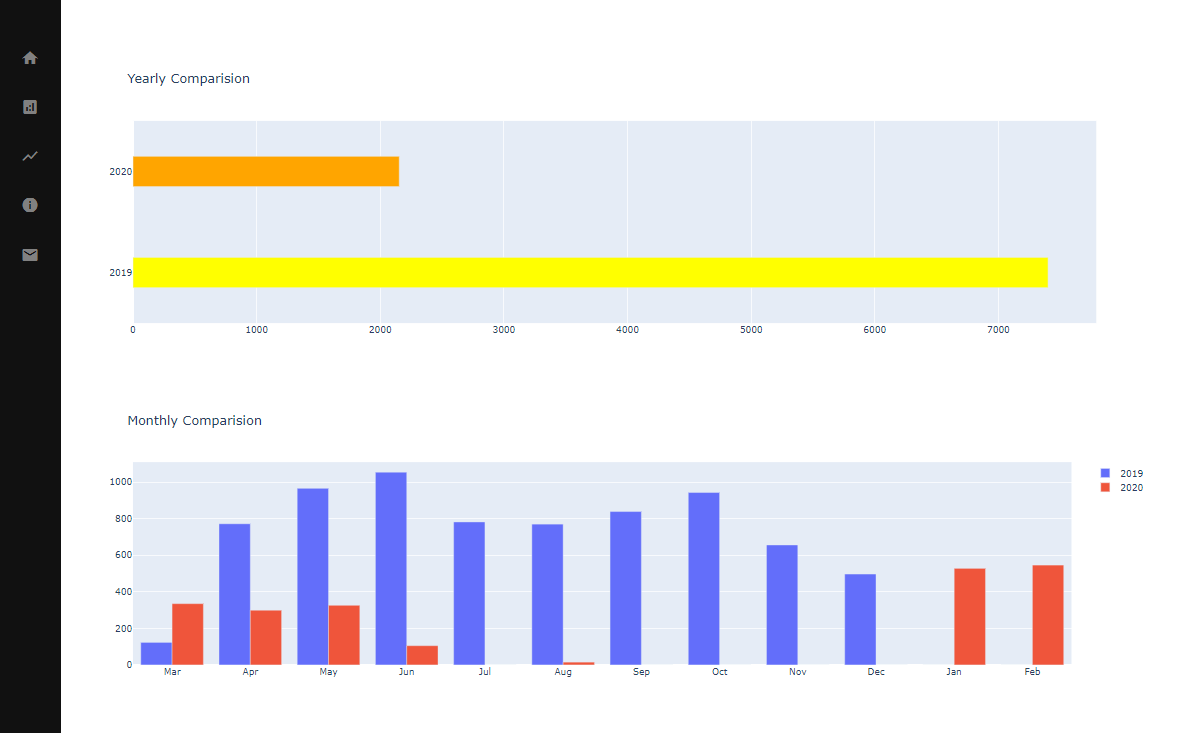 Yearly Comparision
2020
2019
0 1000 2000 3000 4000 5000 6000 7000
Monthly Comparision
2019
2020
1000
800
600
400
200
0
Mar Apr May Jun Jul Aug Sep Oct Nov Dec Jan Feb